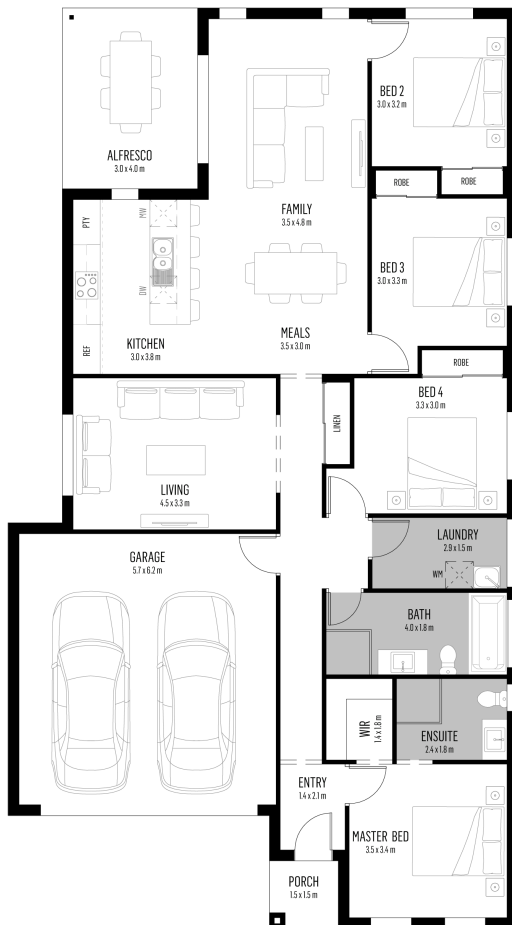 BED 2
3.0 x 3.2 m
ALFRESCO
3.0 x 4.0 m
ROBE
ROBE
PTY
MW
FAMILY
3.5 x 4.8 m
BED 3
3.0 x 3.3 m
DW
MEALS
3.5 x 3.0 m
KITCHEN
3.0 x 3.8 m
REF
ROBE
BED 4
3.3 x 3.0 m
LINEN
LIVING
4.5 x 3.3 m
LAUNDRY
2.9 x 1.5 m
WM
GARAGE
5.7 x 6.2 m
BATH
4.0 x 1.8 m
WIR
1.4 x 1.8 m
ENSUITE
2.4 x 1.8 m
ENTRY
1.4 x 2.1 m
MASTER BED
3.5 x 3.4 m
PORCH
1.5 x 1.5 m